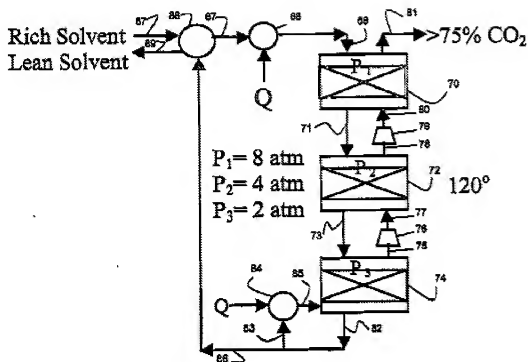 87
88
67
68
69
81
Rich Solvent
89
>75% CO₂
Lean Solvent
P₁
70
Q
80
71
79
78
P₁= 8 atm
P₂
72
P₂= 4 atm
120°
P₃= 2 atm
77
73
76
75
P₃
84
85
74
Q
83
82
86